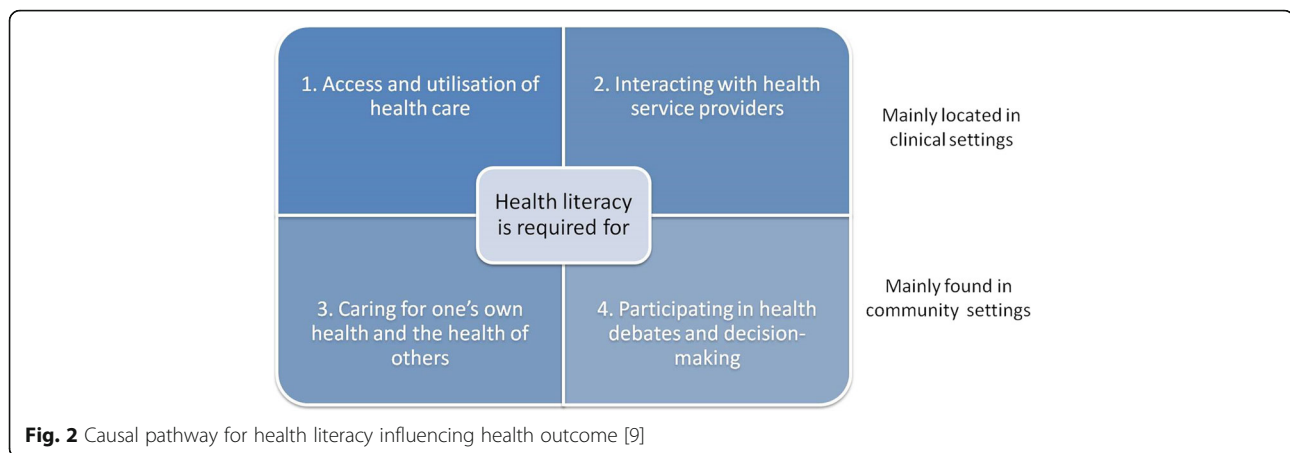 1. Access and utilisation of
health care
2. Interacting with health
service providers
Mainly located in
clinical settings
Health literacy
is required for
3. Caring for one's own
health and the health of
others
4. Participating in health
debates and decision-
making
Mainly found in
community settings
Fig. 2 Causal pathway for health literacy influencing health outcome [9]